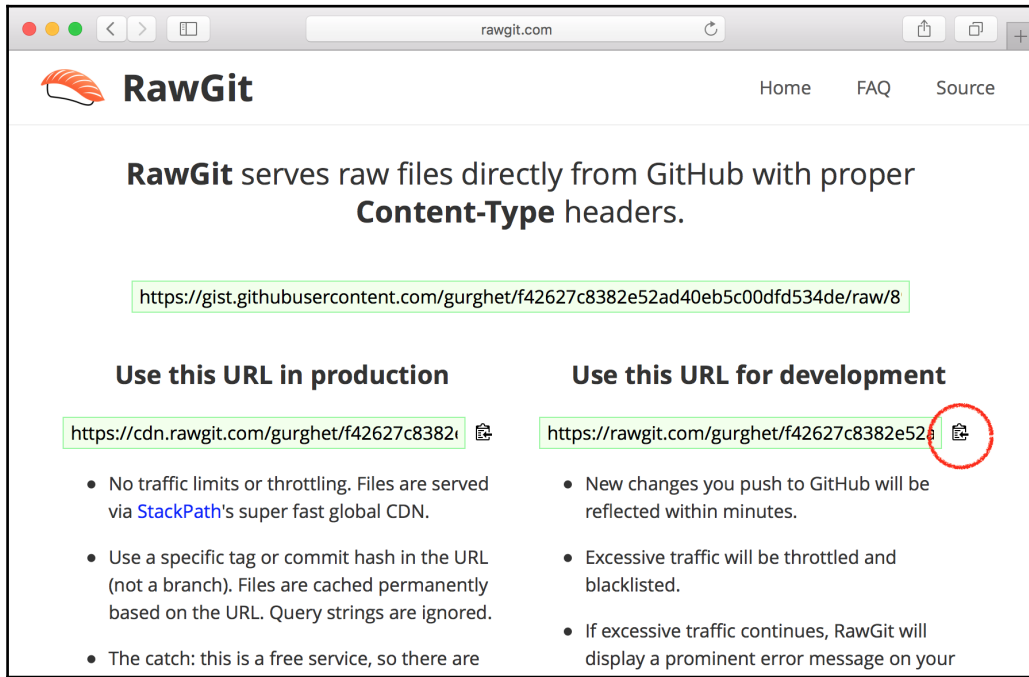 rawgit.com
RawGit
Home FAQ Source
RawGit serves raw files directly from GitHub with proper
Content-Type headers.
https://gist.githubusercontent.com/gurghet/f42627c8382e52ad40eb5c00dfd534de/raw/8
Use this URL in production
https://cdn.rawgit.com/gurghet/f42627c8382
No traffic limits or throttling. Files are served
via StackPath's super fast global CDN.
Use a specific tag or commit hash in the URL
(not a branch). Files are cached permanently
based on the URL. Query strings are ignored.
The catch: this is a free service, so there are
Use this URL for development
https://rawgit.com/gurghet/f42627c8382e52a
New changes you push to GitHub will be
reflected within minutes.
Excessive traffic will be throttled and
blacklisted.
If excessive traffic continues, RawGit will
display a prominent error message on your